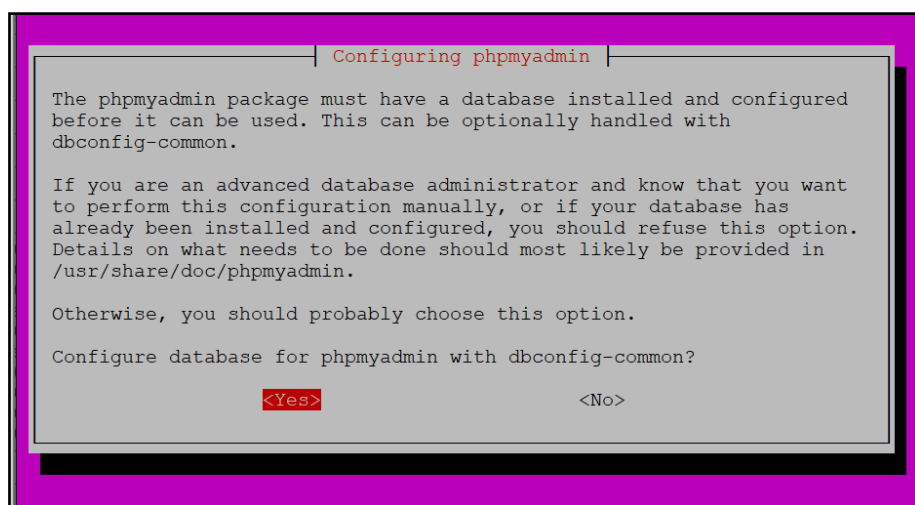 Configuring phpmyadmin
The phpmyadmin package must have a database installed and configured
before it can be used. This can be optionally handled with
dbconfig-common.
If you are an advanced database administrator and know that you want
to perform this configuration manually, or if your database has
already been installed and configured, you should refuse this option.
Details on what needs to be done should most likely be provided in
/usr/share/doc/phpmyadmin.
Otherwise, you should probably choose this option.
Configure database for phpmyadmin with dbconfig-common?
<Yes> <No>